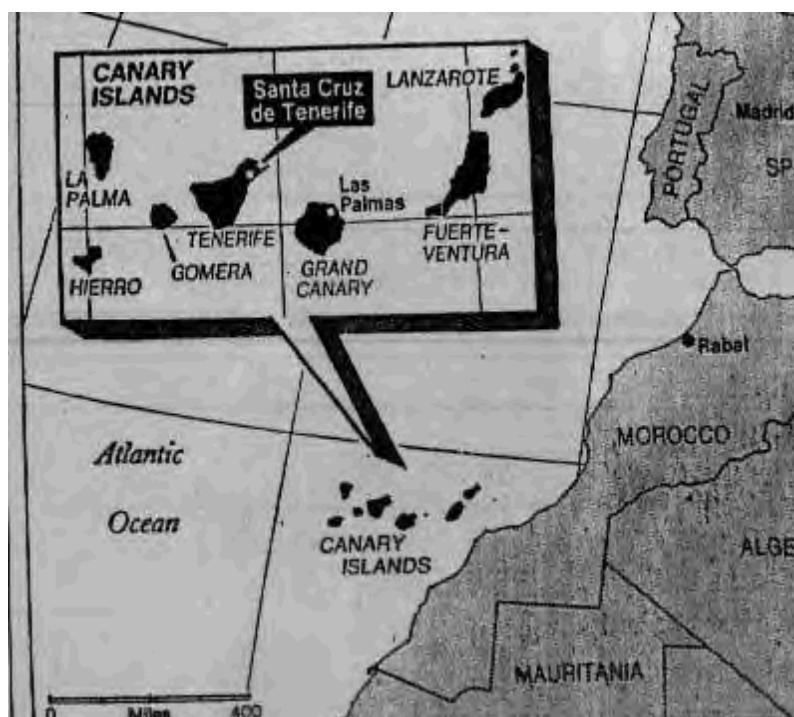 CANARY
ISLANDS
Santa Cruz
de Tenerife
LANZAROTE
LA
PALMA
Las
Palmas
TENERIFE
FUERTE-
VENTURA
HIERRO
GOMERA
GRAND
CANARY
PORTUGAL
Madrid
SP
Rabat
MOROCCO
Atlantic
Ocean
CANARY
ISLANDS
ALGE
MAURITANIA
0 Miles 400